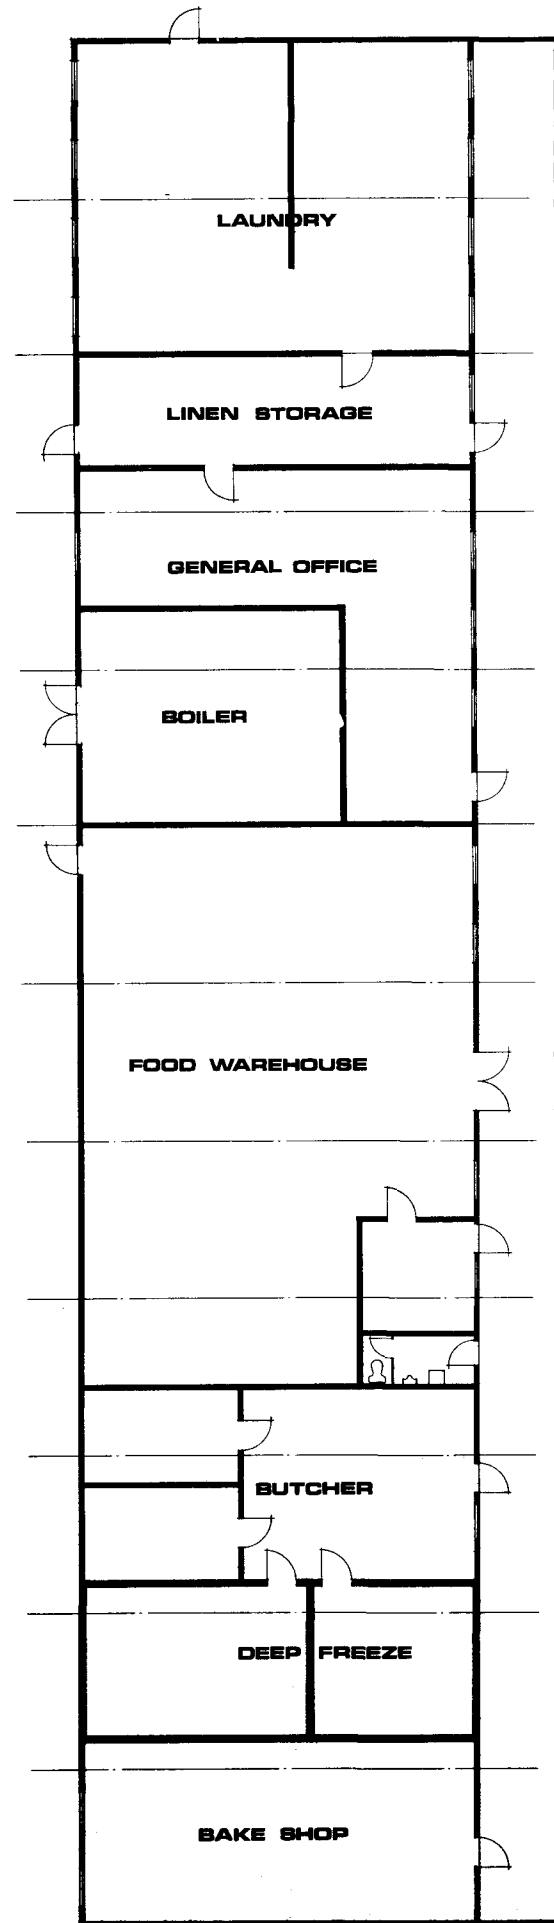 LAUNDRY
LINEN STORAGE
GENERAL OFFICE
BOILER
FOOD WAREHOUSE
BUTCHER
DEEP FREEZE
BAKE SHOP